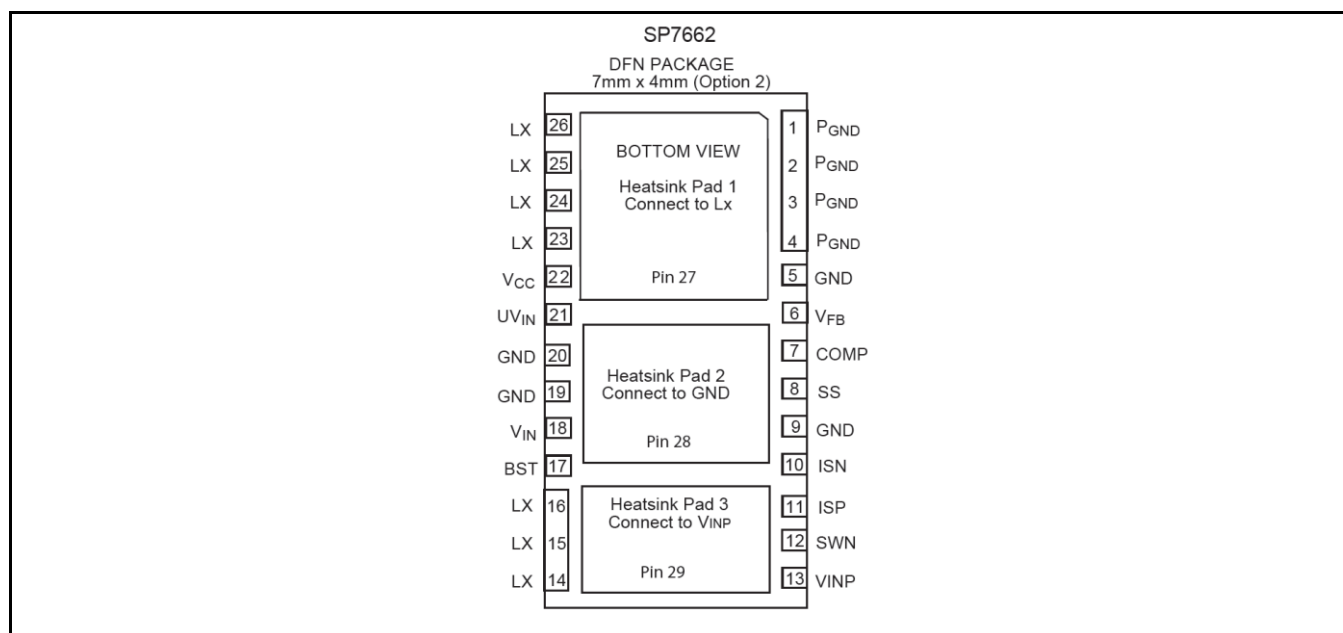 SP7662
DFN PACKAGE
7mm x 4mm (Option 2)
LX 26
LX 25
LX 24
LX 23
VCC 22
UVIN 21
GND 20
GND 19
VIN 18
BST 17
LX 16
LX 15
LX 14
BOTTOM VIEW
Heatsink Pad 1
Connect to Lx
Pin 27
Heatsink Pad 2
Connect to GND
Pin 28
Heatsink Pad 3
Connect to VINP
Pin 29
1 PGND
2 PGND
3 PGND
4 PGND
5 GND
6 VFB
7 COMP
8 SS
9 GND
10 ISN
11 ISP
12 SWN
13 VINP